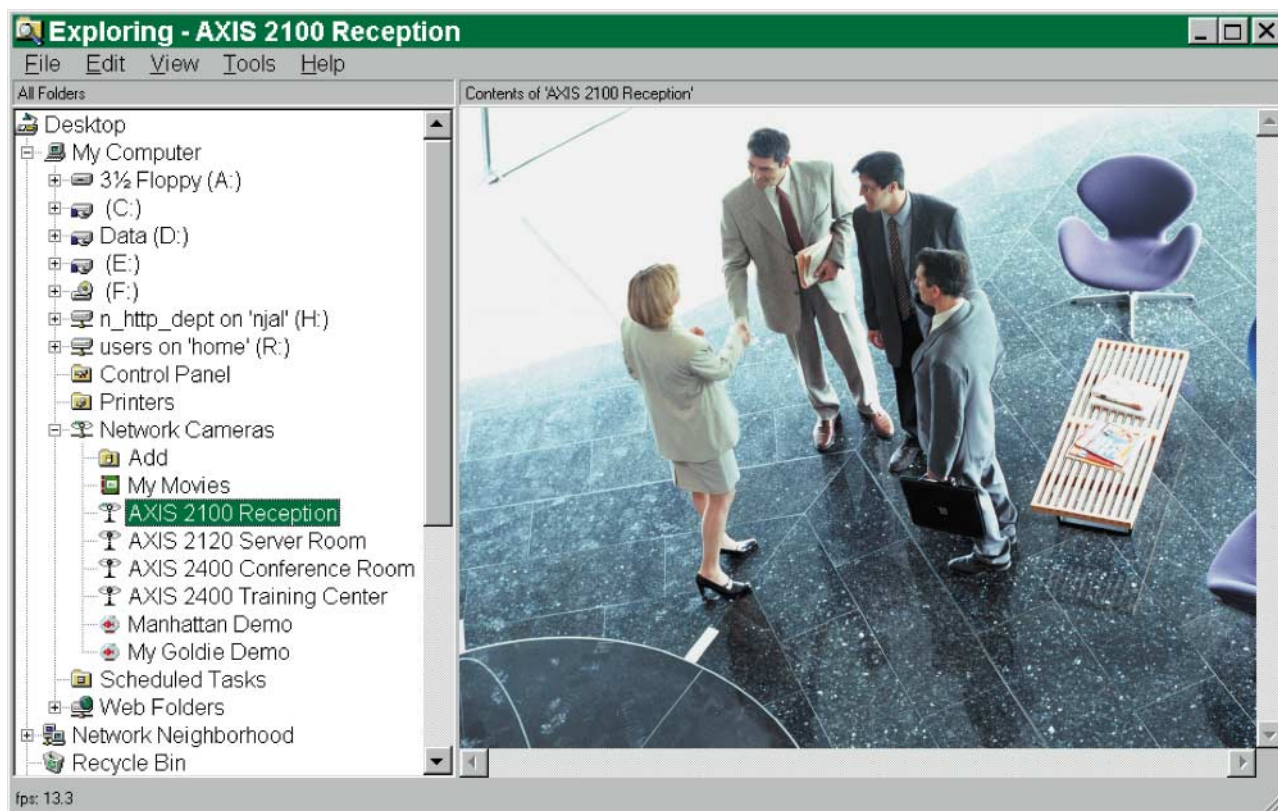 Exploring - AXIS 2100 Reception
File Edit View Tools Help
All Folders
Contents of 'AXIS 2100 Reception'
Desktop
My Computer
3½ Floppy (A:)
(C:)
Data (D:)
(E:)
(F:)
n_http_dept on 'njal' (H:)
users on 'home' (R:)
Control Panel
Printers
Network Cameras
Add
My Movies
AXIS 2100 Reception
AXIS 2120 Server Room
AXIS 2400 Conference Room
AXIS 2400 Training Center
Manhattan Demo
My Goldie Demo
Scheduled Tasks
Web Folders
Network Neighborhood
Recycle Bin
fps: 13.3